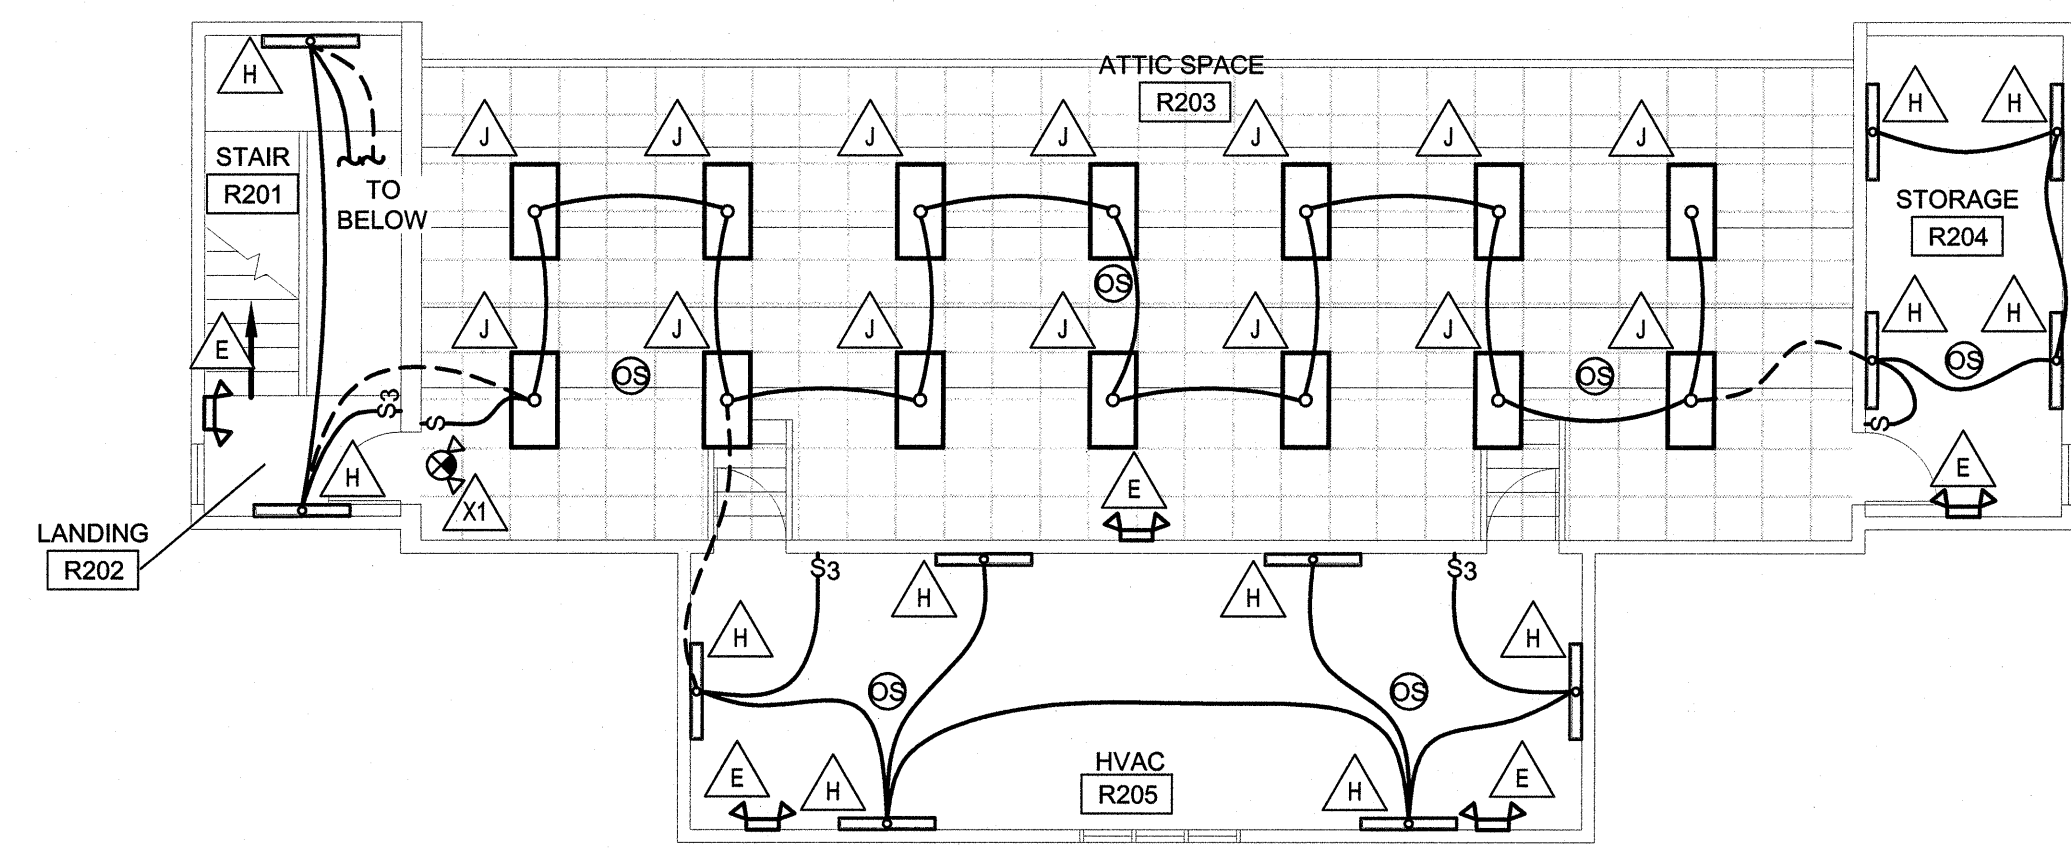 ATTIC SPACE
R203
H
H
H
J
J
J
J
J
J
J
STAIR
R201
TO
BELOW
STORAGE
R204
OS
E
J
J
J
J
J
J
J
H
H
OS
OS
OS
S3
S
S
H
X1
E
E
LANDING
R202
S3
S3
H
H
H
H
OS
OS
E
H
HVAC
R205
H
E